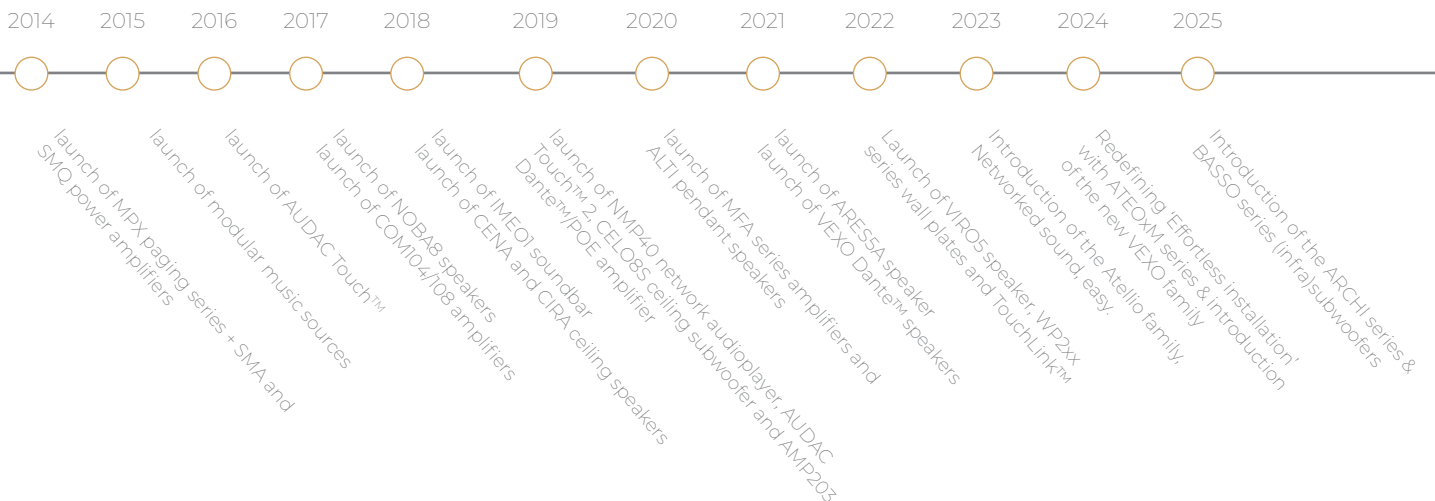 2014
2015
2016
2017
2018
2019
2020
2021
2022
2023
2024
2025
launch of MPX paging series + SMA and
SMQ power amplifiers
launch of modular music sources
launch of AUDAC Touch™
launch of NOBA8 speakers
launch of COM104/108 amplifiers
launch of IMEO1 soundbar
launch of CENA and CIRA ceiling speakers
launch of NMP40 network audioplayer, AUDAC
Touch™ 2, CELO8S ceiling subwoofer and AMP203
Dante™/POE amplifier
launch of MFA series amplifiers and
ALTI pendant speakers
launch of ARES5A speaker
launch of VEXO Dante™ speakers
Launch of VIRO5 speaker, WP2xx
series wall plates and TouchLink™
Introduction of the Atellio family,
Networked sound, easy.
Redefining 'Effortless installation'
with ATEOxM series & introduction
of the new VEXO family
Introduction of the ARCHI series &
BASSO series (infra)subwoofers